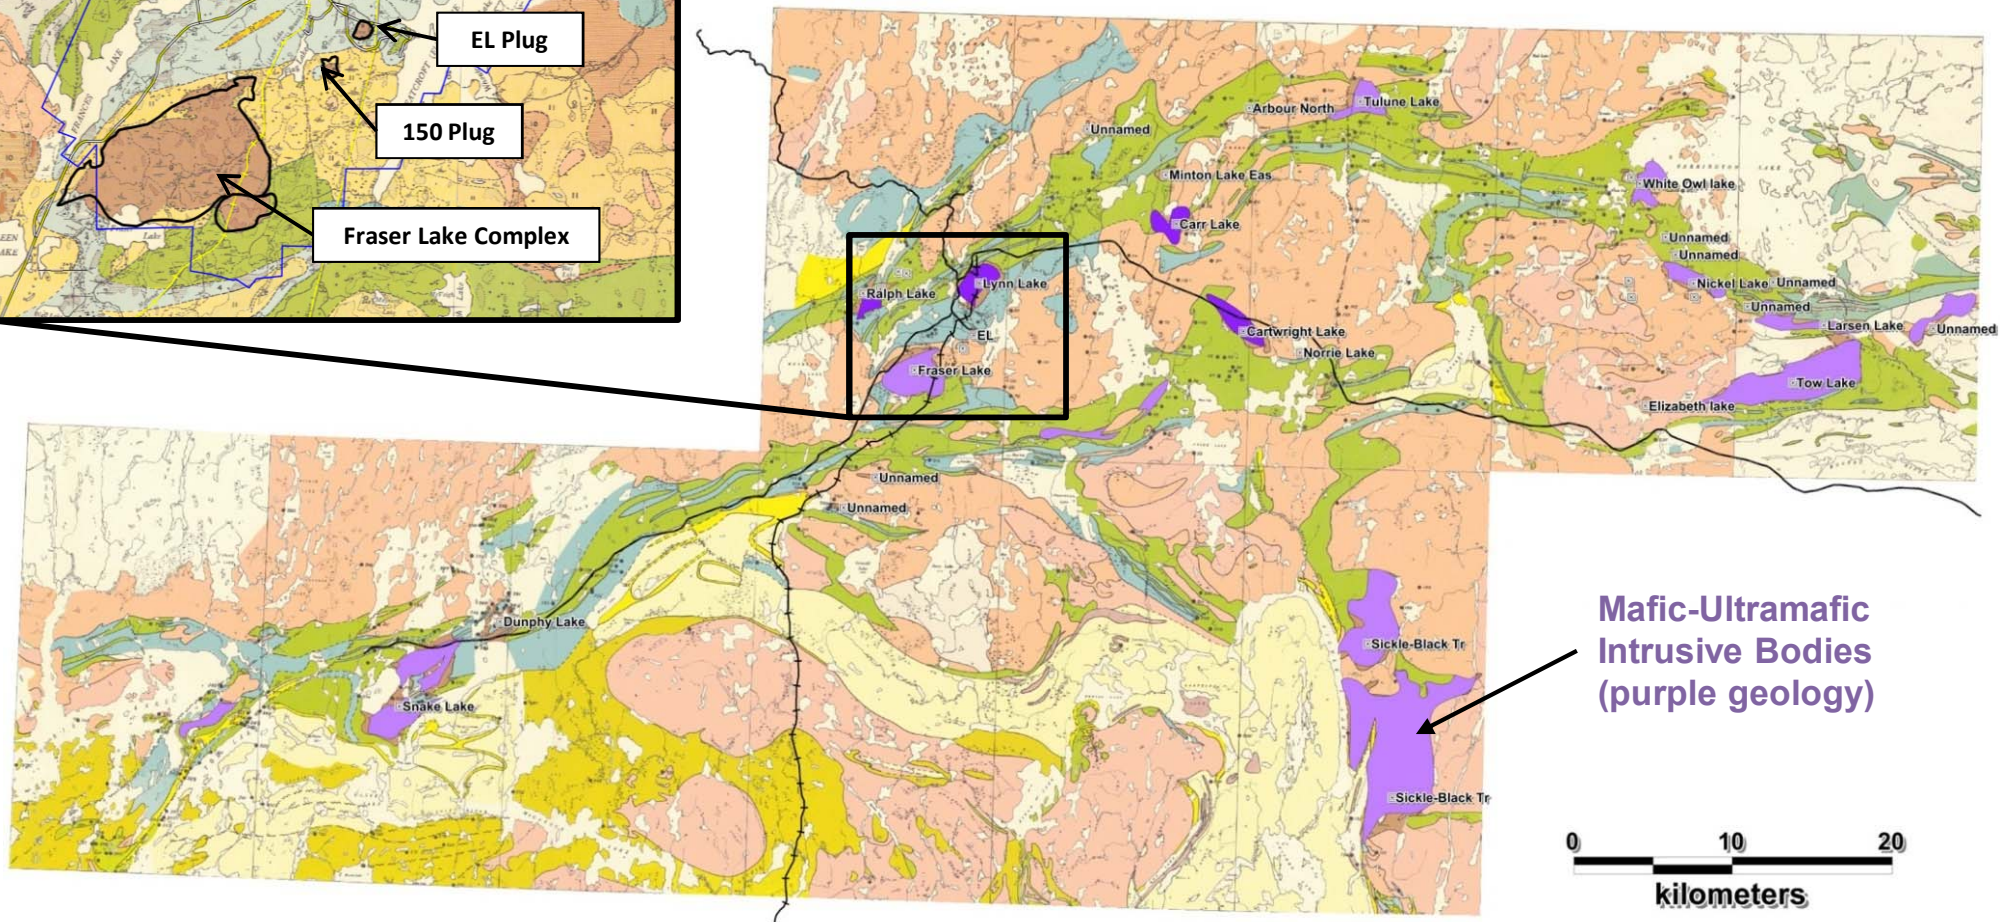 EL Plug
150 Plug
Fraser Lake Complex
LAKE
Lake
LAKE
Arbour North
Tulune Lake
Unnamed
Minton Lake Eas
White Owl lake
Carr Lake
Unnamed
Unnamed
Ralph Lake
Lynn Lake
Nickel Lake
Unnamed
Unnamed
Larsen Lake
Unnamed
EL
Cartwright Lake
Norrie Lake
Fraser Lake
Tow Lake
Elizabeth lake
Unnamed
Unnamed
Dunphy Lake
Mafic-Ultramafic
Intrusive Bodies
(purple geology)
Sickle-Black Tr
Snake Lake
Sickle-Black Tr
0 10 20
kilometers